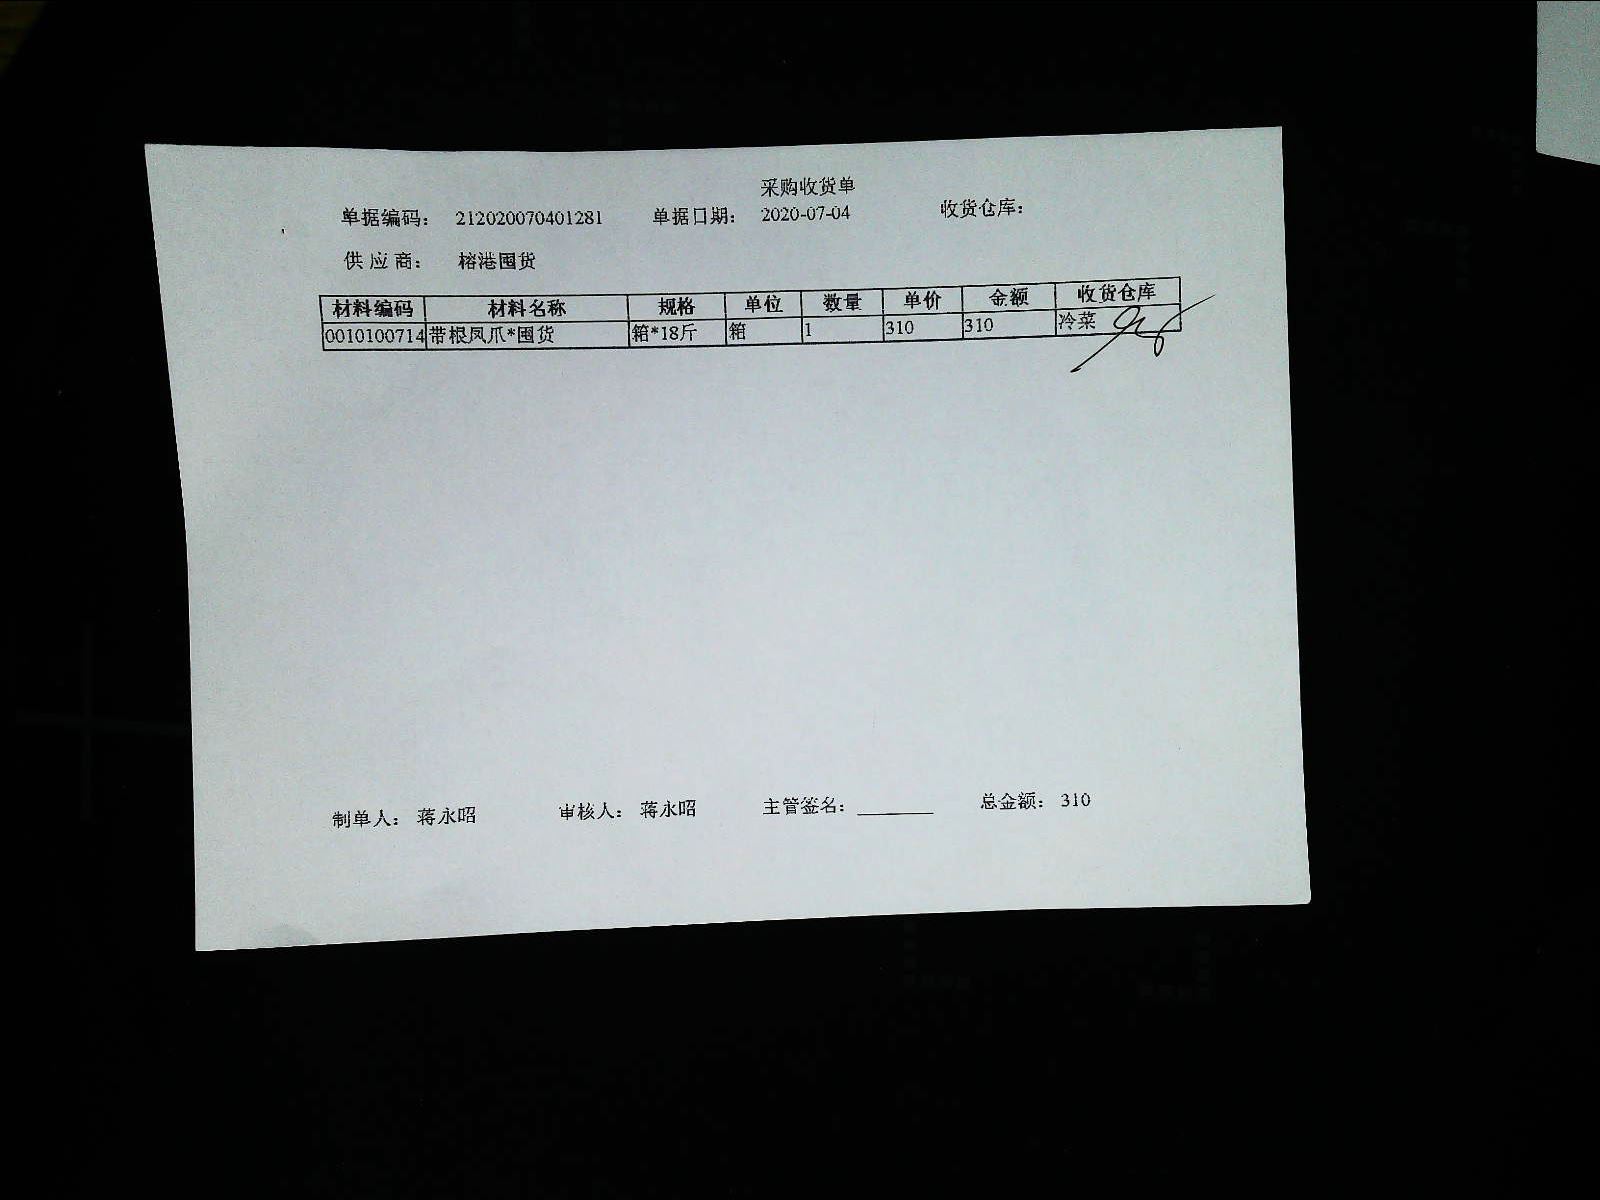 采购收货单
单据编码： 212020070401281 单据日期： 2020-07-04 收货仓库：
供应商： 榕港囤货
材料编码 材料名称 规格 单位 数量 单价 金额 收货仓库
0010100714 带根凤爪*囤货 箱*18斤 箱 1 310 310 冷菜
制单人： 蒋永昭 审核人： 蒋永昭 主管签名： 总金额： 310